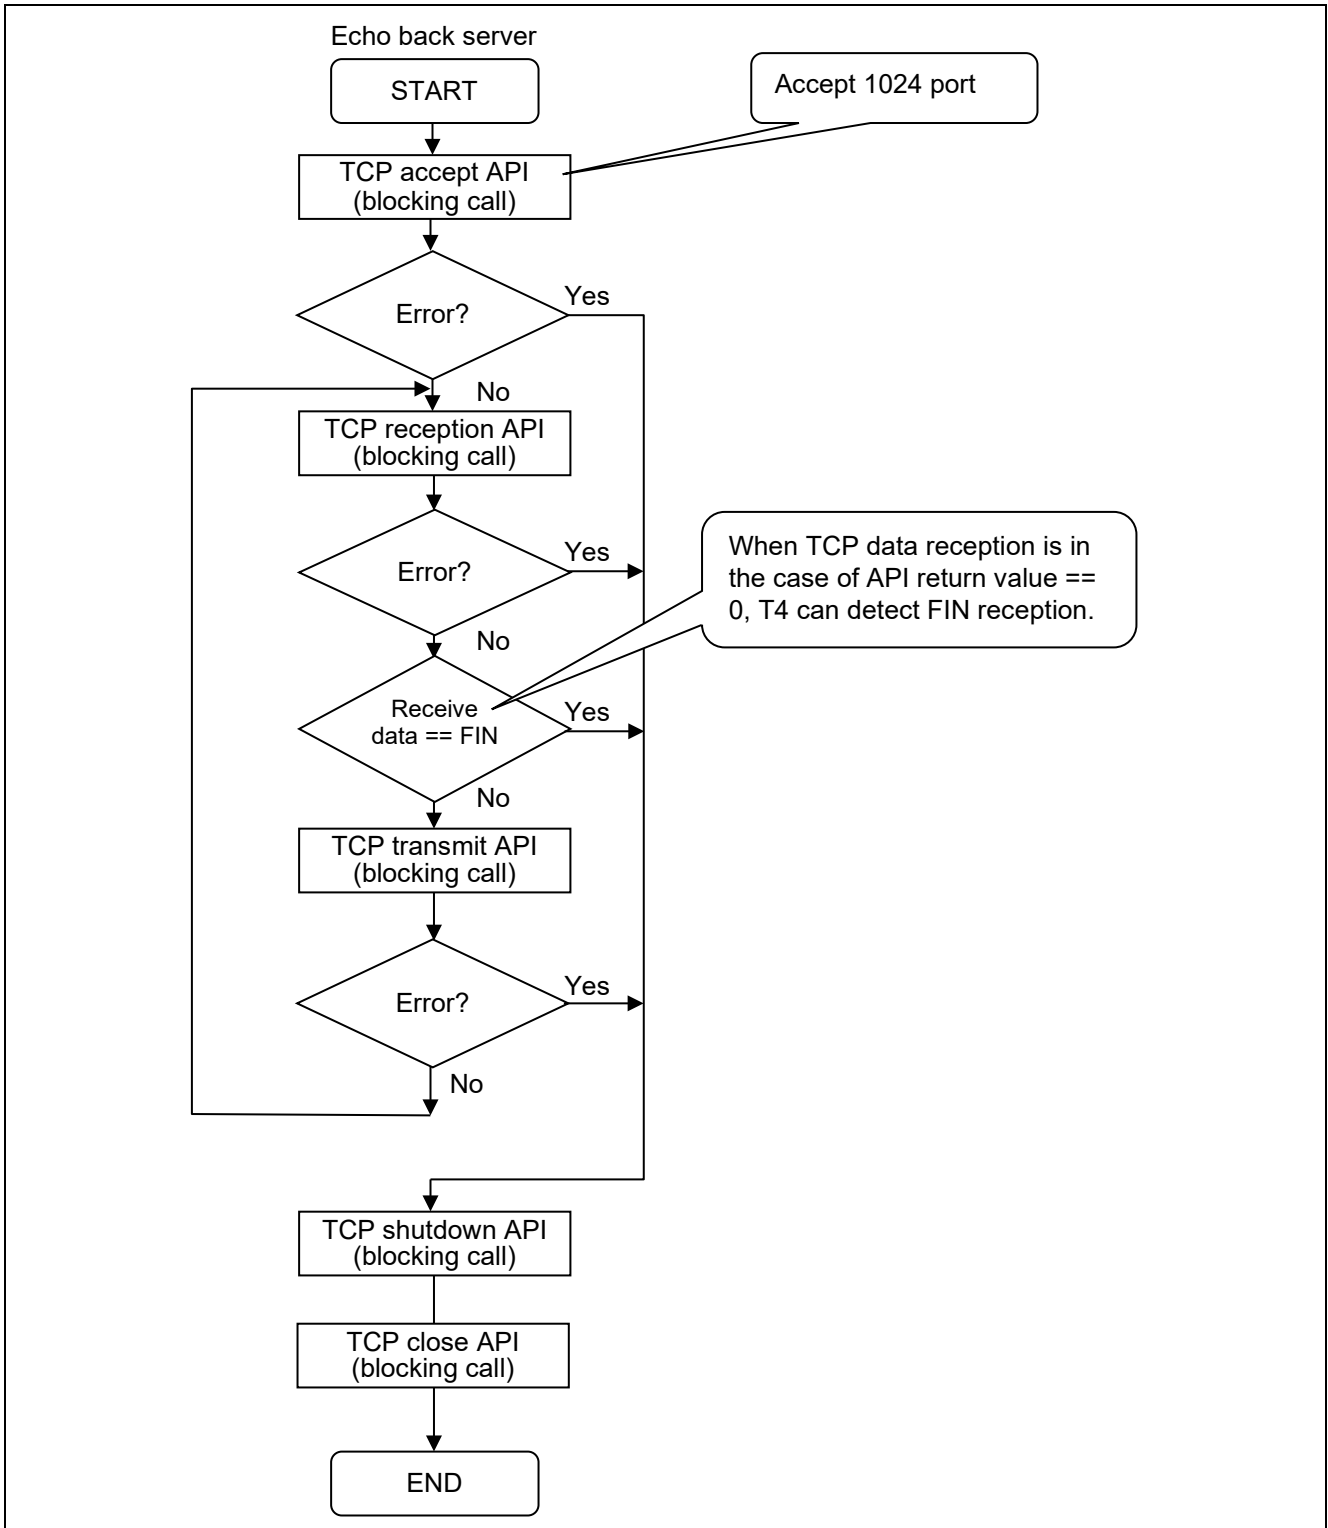 Echo back server
START
Accept 1024 port
TCP accept API
(blocking call)
Error?
Yes
No
TCP reception API
(blocking call)
Error?
Yes
When TCP data reception is in
the case of API return value ==
0, T4 can detect FIN reception.
No
Receive
data == FIN
Yes
No
TCP transmit API
(blocking call)
Error?
Yes
No
TCP shutdown API
(blocking call)
TCP close API
(blocking call)
END